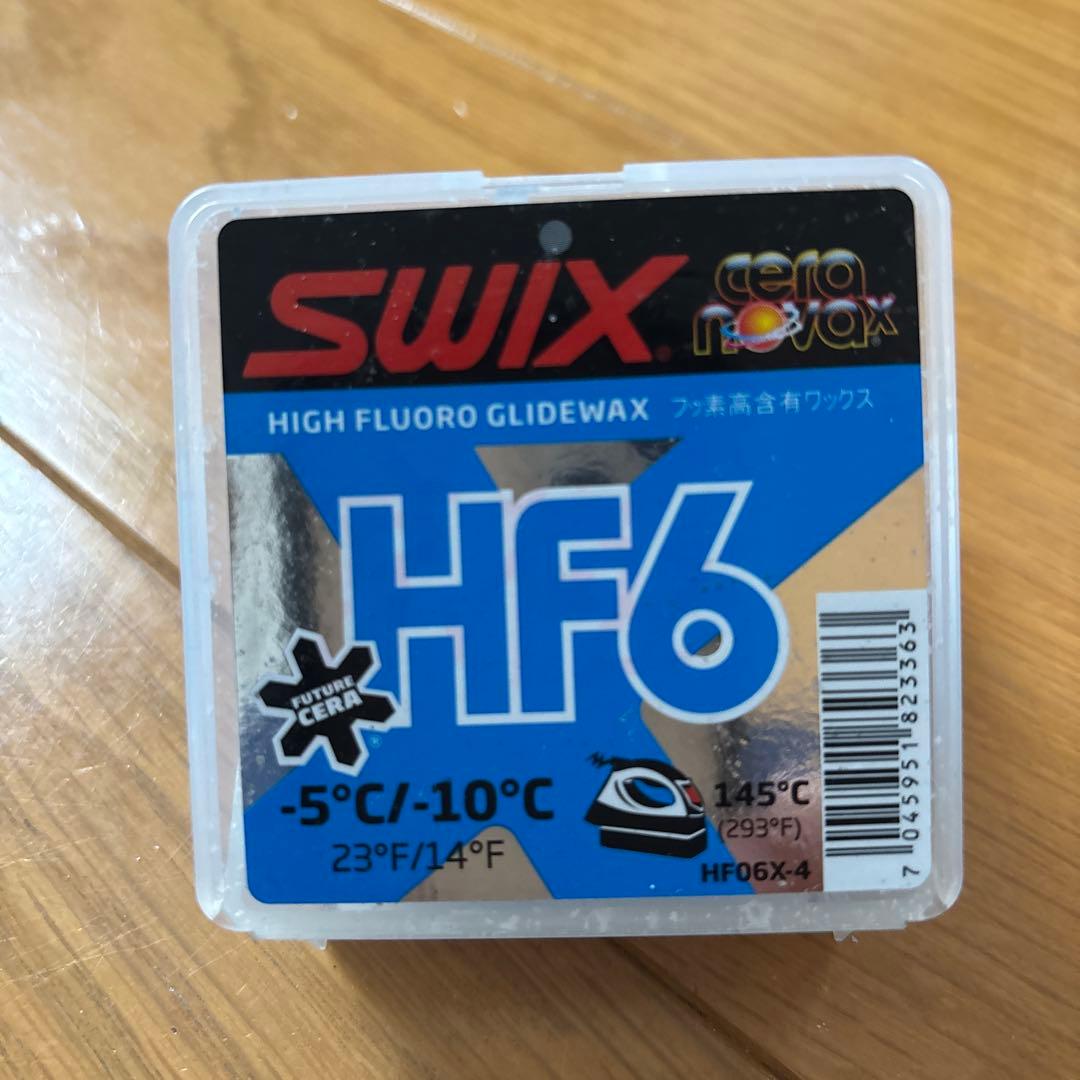 SWIX®
cera
novax®
HIGH FLUORO GLIDEWAX フッ素高含有ワックス
HF6
FUTURE
CERA
-5°C/-10°C
23°F/14°F
145°C
(293°F)
HF06X-4
7 045951 823363